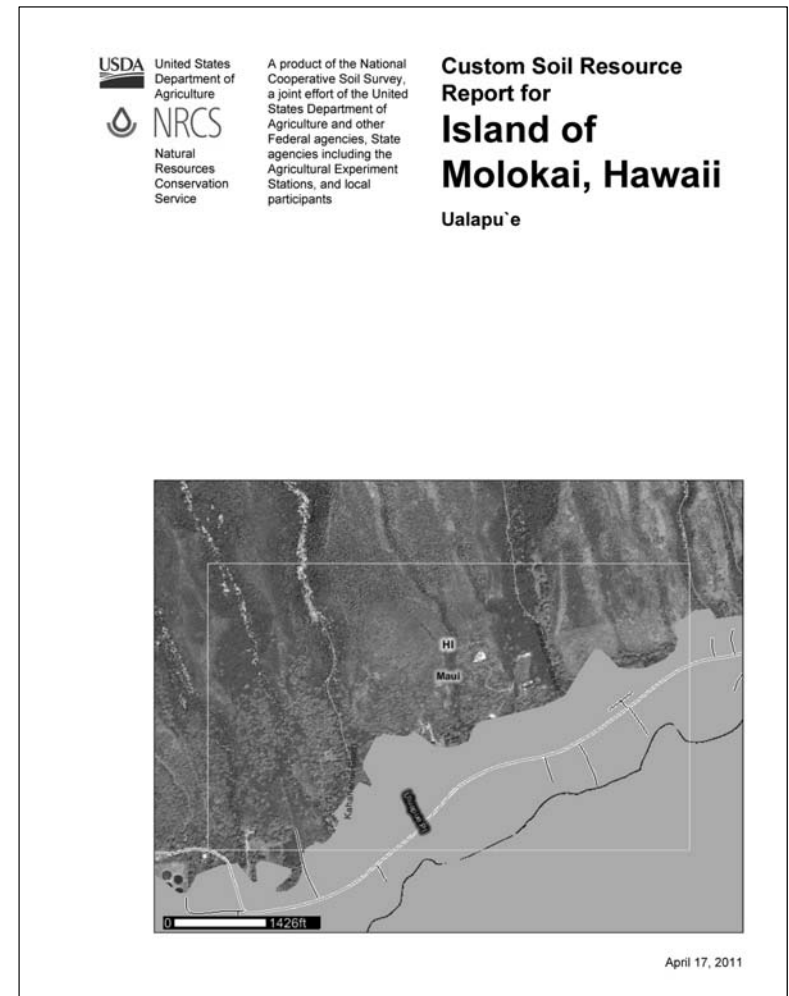 USDA
United States
Department of
Agriculture
NRCS
Natural
Resources
Conservation
Service
A product of the National
Cooperative Soil Survey,
a joint effort of the United
States Department of
Agriculture and other
Federal agencies, State
agencies including the
Agricultural Experiment
Stations, and local
participants
Custom Soil Resource
Report for
Island of
Molokai, Hawaii
Ualapu`e
HI
Maui
0 1426ft
April 17, 2011